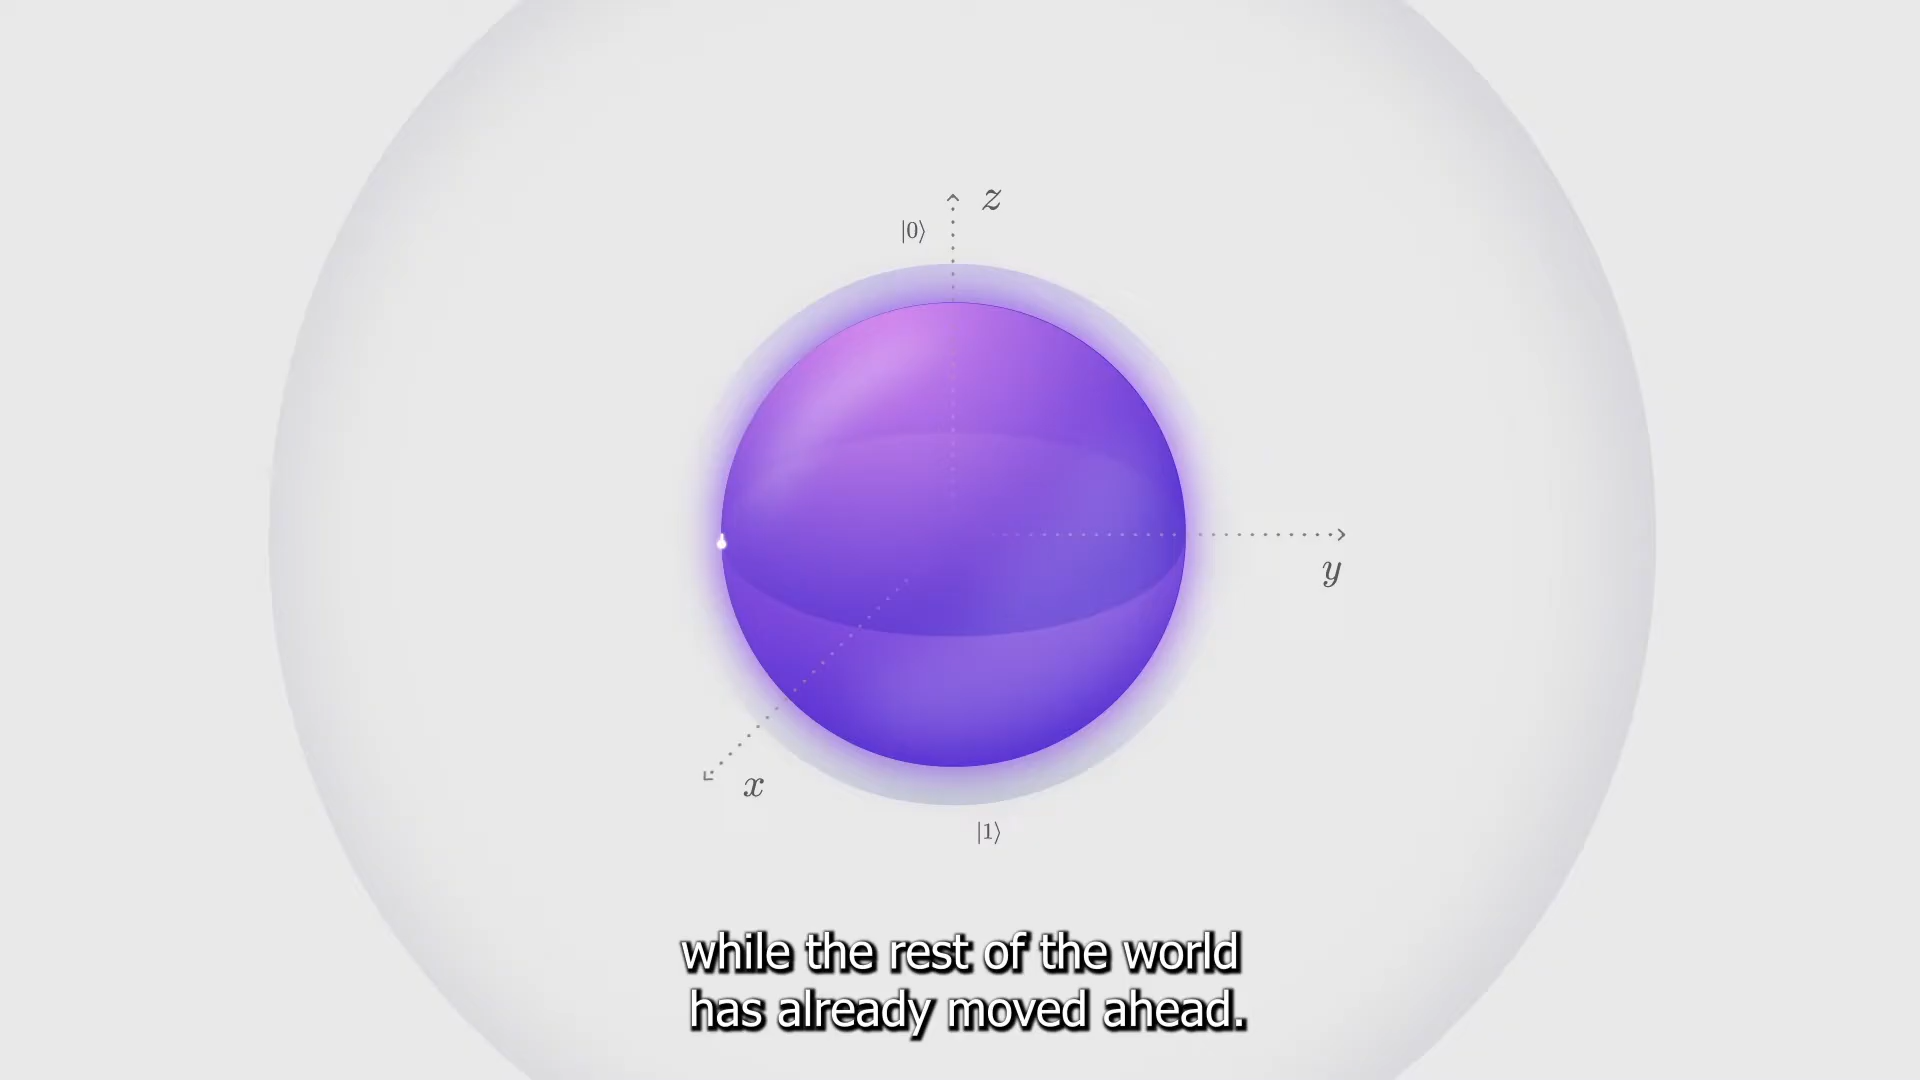 z
|0⟩
y
x
|1⟩
while the rest of the world
has already moved ahead.